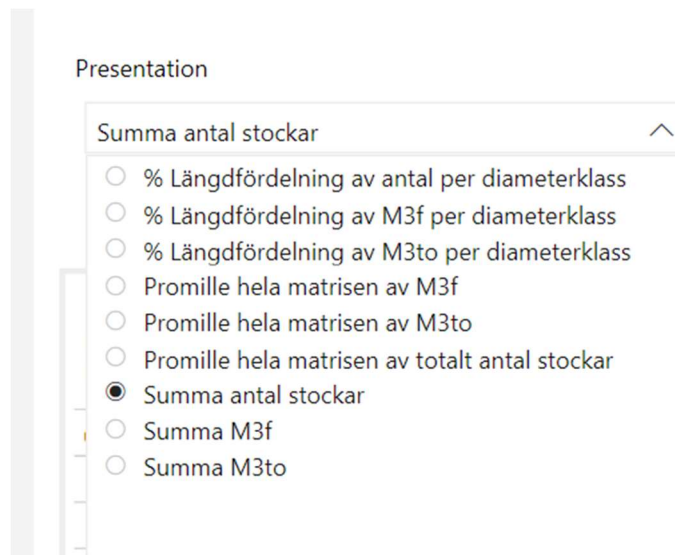 Presentation
Summa antal stockar
% Längdfördelning av antal per diameterklass
% Längdfördelning av M3f per diameterklass
% Längdfördelning av M3to per diameterklass
Promille hela matrisen av M3f
Promille hela matrisen av M3to
Promille hela matrisen av totalt antal stockar
Summa antal stockar
Summa M3f
Summa M3to